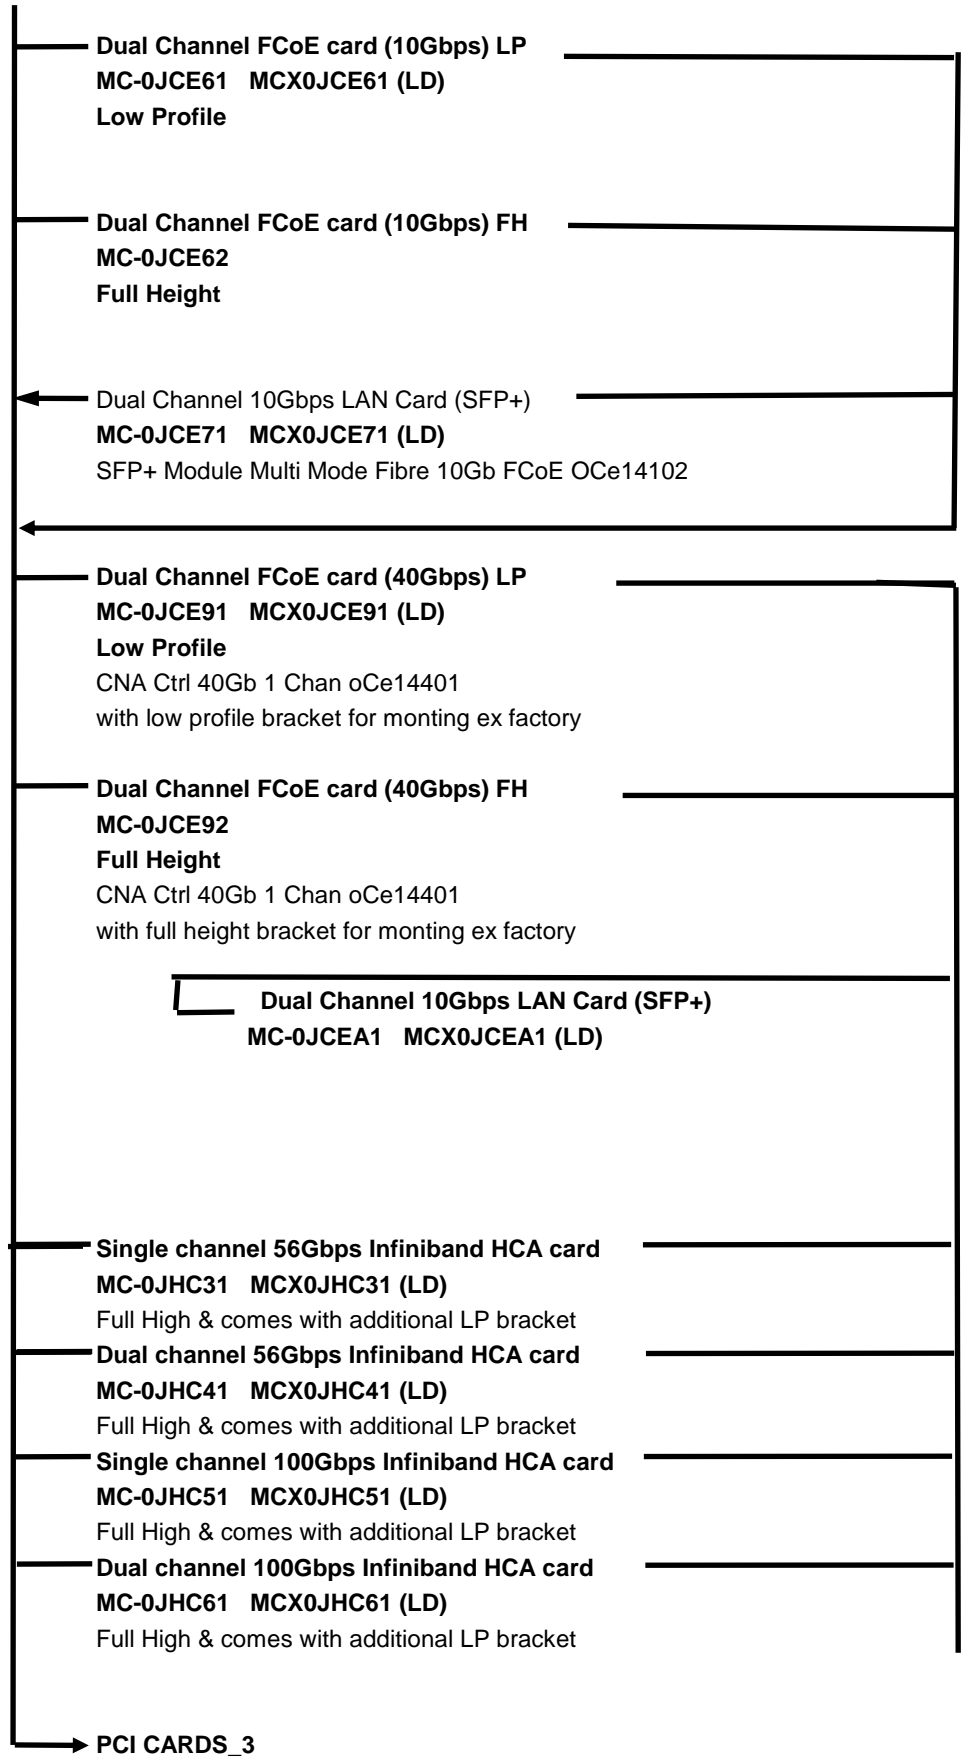 Dual Channel FCoE card (10Gbps) LP
MC-0JCE61 MCX0JCE61 (LD)
Low Profile
Dual Channel FCoE card (10Gbps) FH
MC-0JCE62
Full Height
Dual Channel 10Gbps LAN Card (SFP+)
MC-0JCE71 MCX0JCE71 (LD)
SFP+ Module Multi Mode Fibre 10Gb FCoE OCe14102
Dual Channel FCoE card (40Gbps) LP
MC-0JCE91 MCX0JCE91 (LD)
Low Profile
CNA Ctrl 40Gb 1 Chan oCe14401
with low profile bracket for monting ex factory
Dual Channel FCoE card (40Gbps) FH
MC-0JCE92
Full Height
CNA Ctrl 40Gb 1 Chan oCe14401
with full height bracket for monting ex factory
Dual Channel 10Gbps LAN Card (SFP+)
MC-0JCEA1 MCX0JCEA1 (LD)
Single channel 56Gbps Infiniband HCA card
MC-0JHC31 MCX0JHC31 (LD)
Full High & comes with additional LP bracket
Dual channel 56Gbps Infiniband HCA card
MC-0JHC41 MCX0JHC41 (LD)
Full High & comes with additional LP bracket
Single channel 100Gbps Infiniband HCA card
MC-0JHC51 MCX0JHC51 (LD)
Full High & comes with additional LP bracket
Dual channel 100Gbps Infiniband HCA card
MC-0JHC61 MCX0JHC61 (LD)
Full High & comes with additional LP bracket
PCI CARDS_3